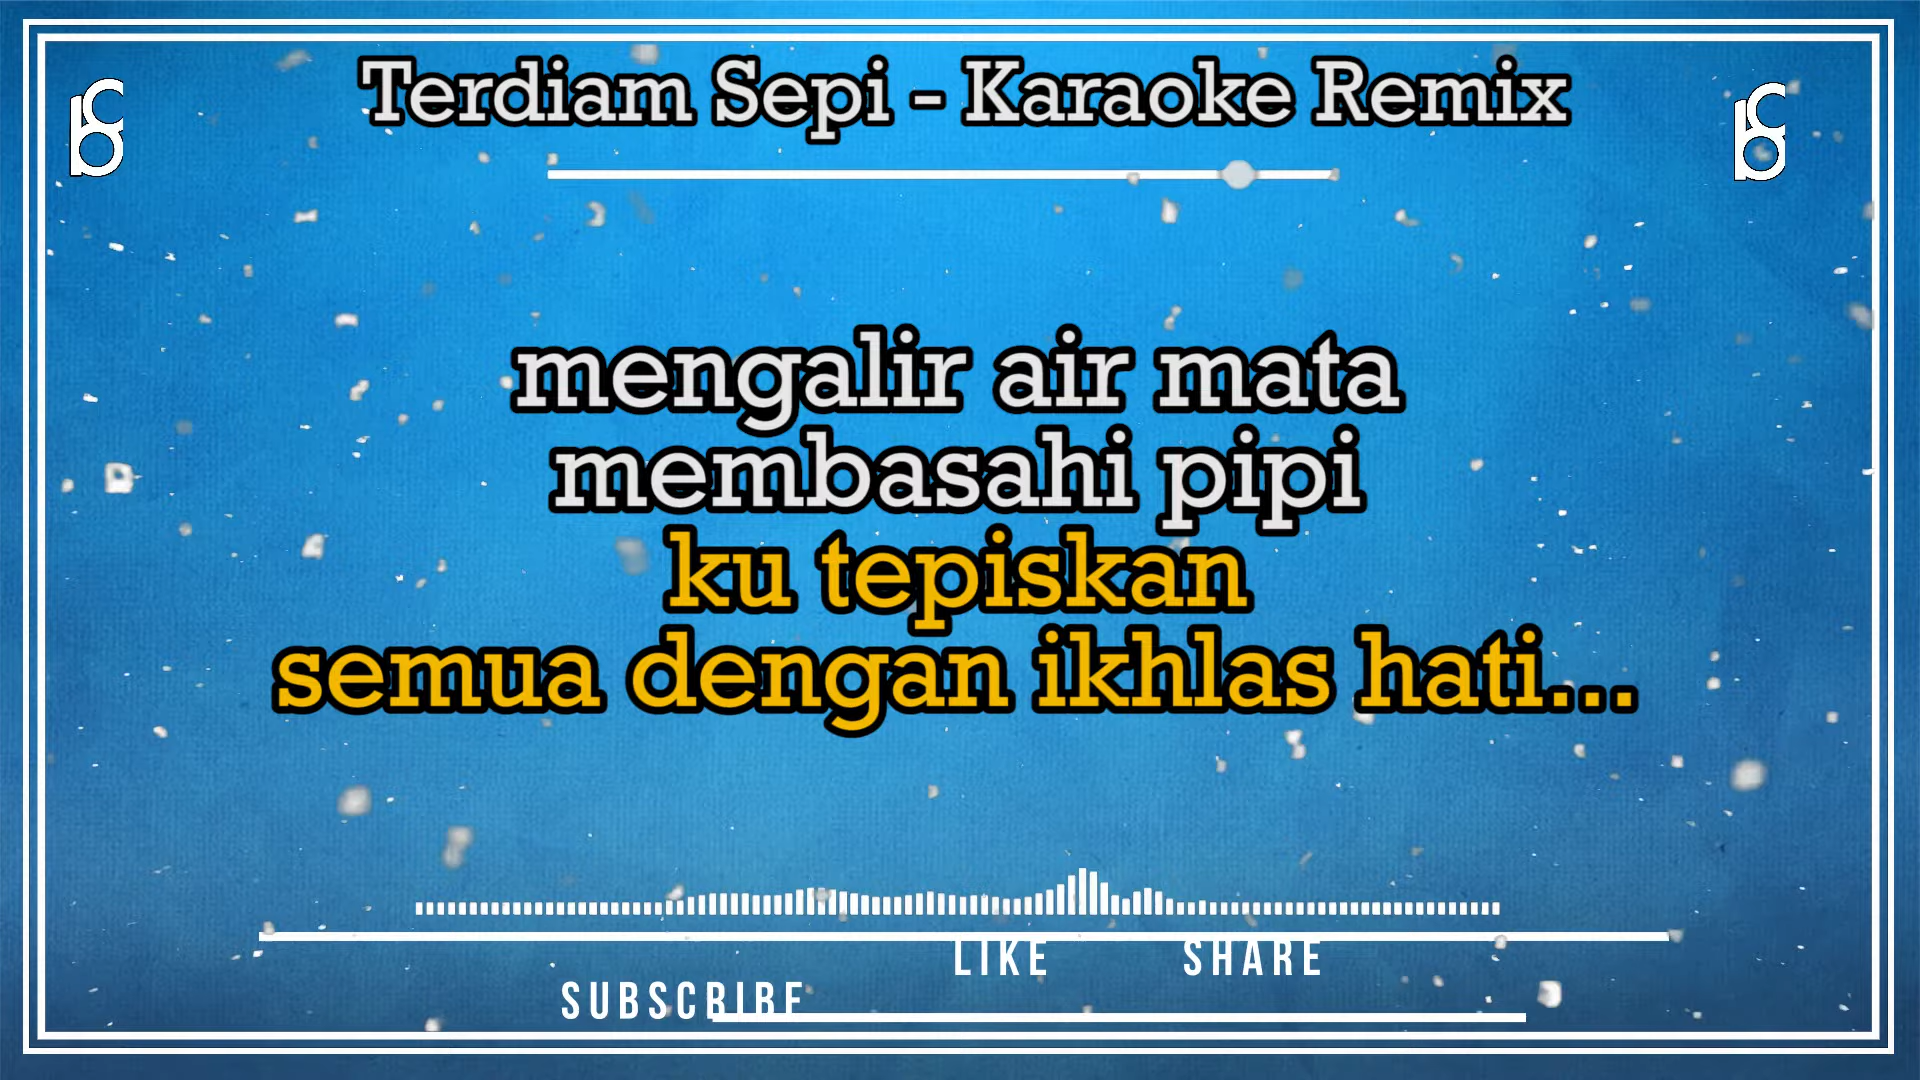 Terdiam Sepi - Karaoke Remix
mengalir air mata
membasahi pipi
ku tepiskan
semua dengan ikhlas hati...
LIKE SHARE
SUBSCRIBE